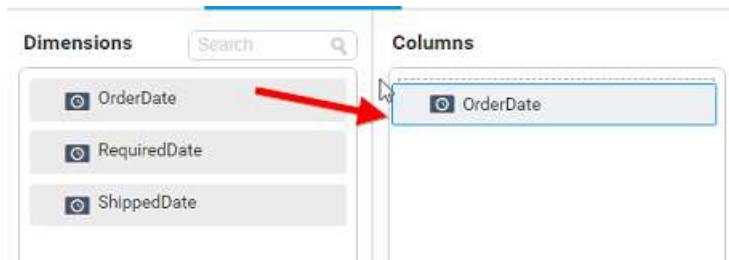 Dimensions Search Columns
OrderDate OrderDate
RequiredDate
ShippedDate